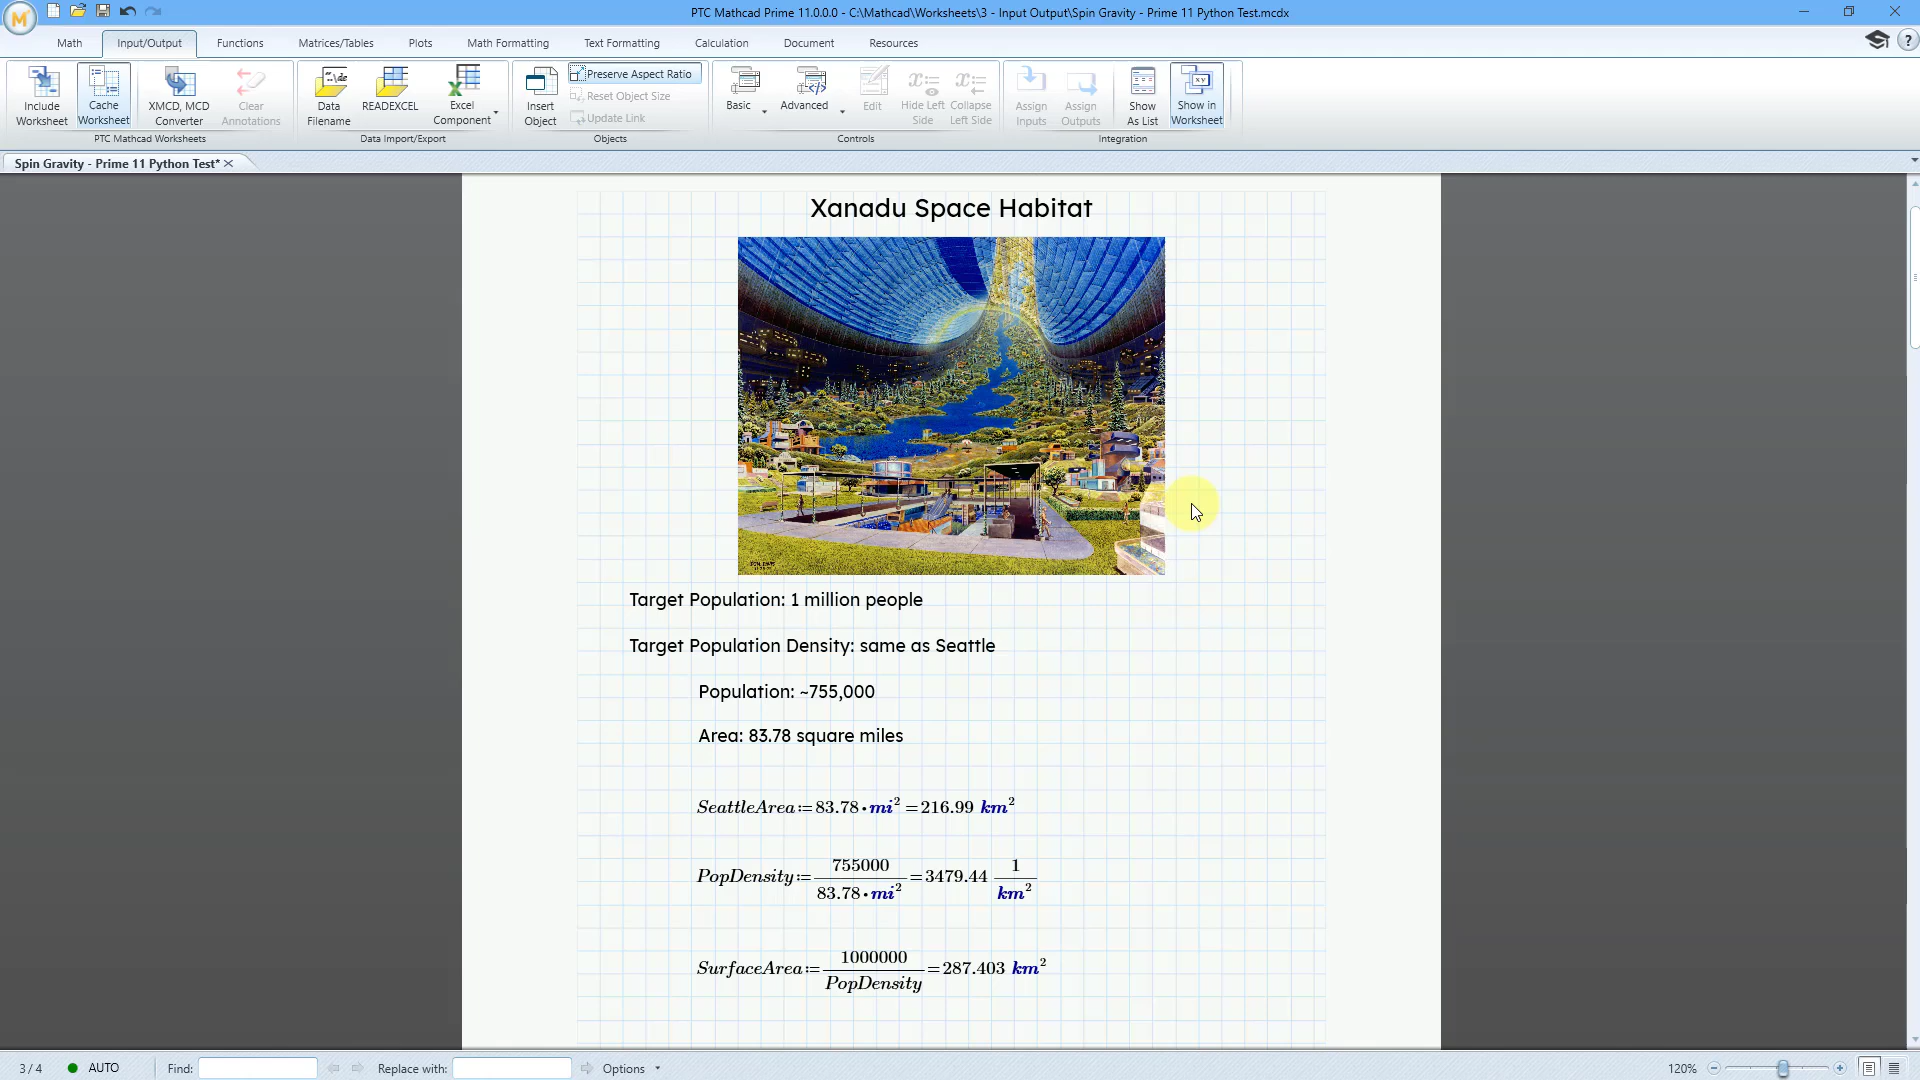 PTC Mathcad Prime 11.0.0.0 - C:\Mathcad\Worksheets\3 - Input Output\Spin Gravity - Prime 11 Python Test.mcdx
Math Input/Output Functions Matrices/Tables Plots Math Formatting Text Formatting Calculation Document Resources
Include Worksheet
Cache Worksheet
XMCD, MCD Converter
Clear Annotations
PTC Mathcad Worksheets
Data Filename
READEXCEL
Excel Component
Data Import/Export
Insert Object
Preserve Aspect Ratio
Reset Object Size
Update Link
Objects
Basic
Advanced
Edit
Hide Left Side
Collapse Left Side
Controls
Assign Inputs
Assign Outputs
Show As List
Show in Worksheet
Integration
Spin Gravity - Prime 11 Python Test*
Xanadu Space Habitat
Target Population: 1 million people
Target Population Density: same as Seattle
Population: ~755,000
Area: 83.78 square miles
SeattleArea:=83.78•mi²=216.99 km²
PopDensity:=755000/83.78•mi²=3479.44 1/km²
SurfaceArea:=1000000/PopDensity=287.403 km²
3 / 4 AUTO Find: Replace with: Options 120%